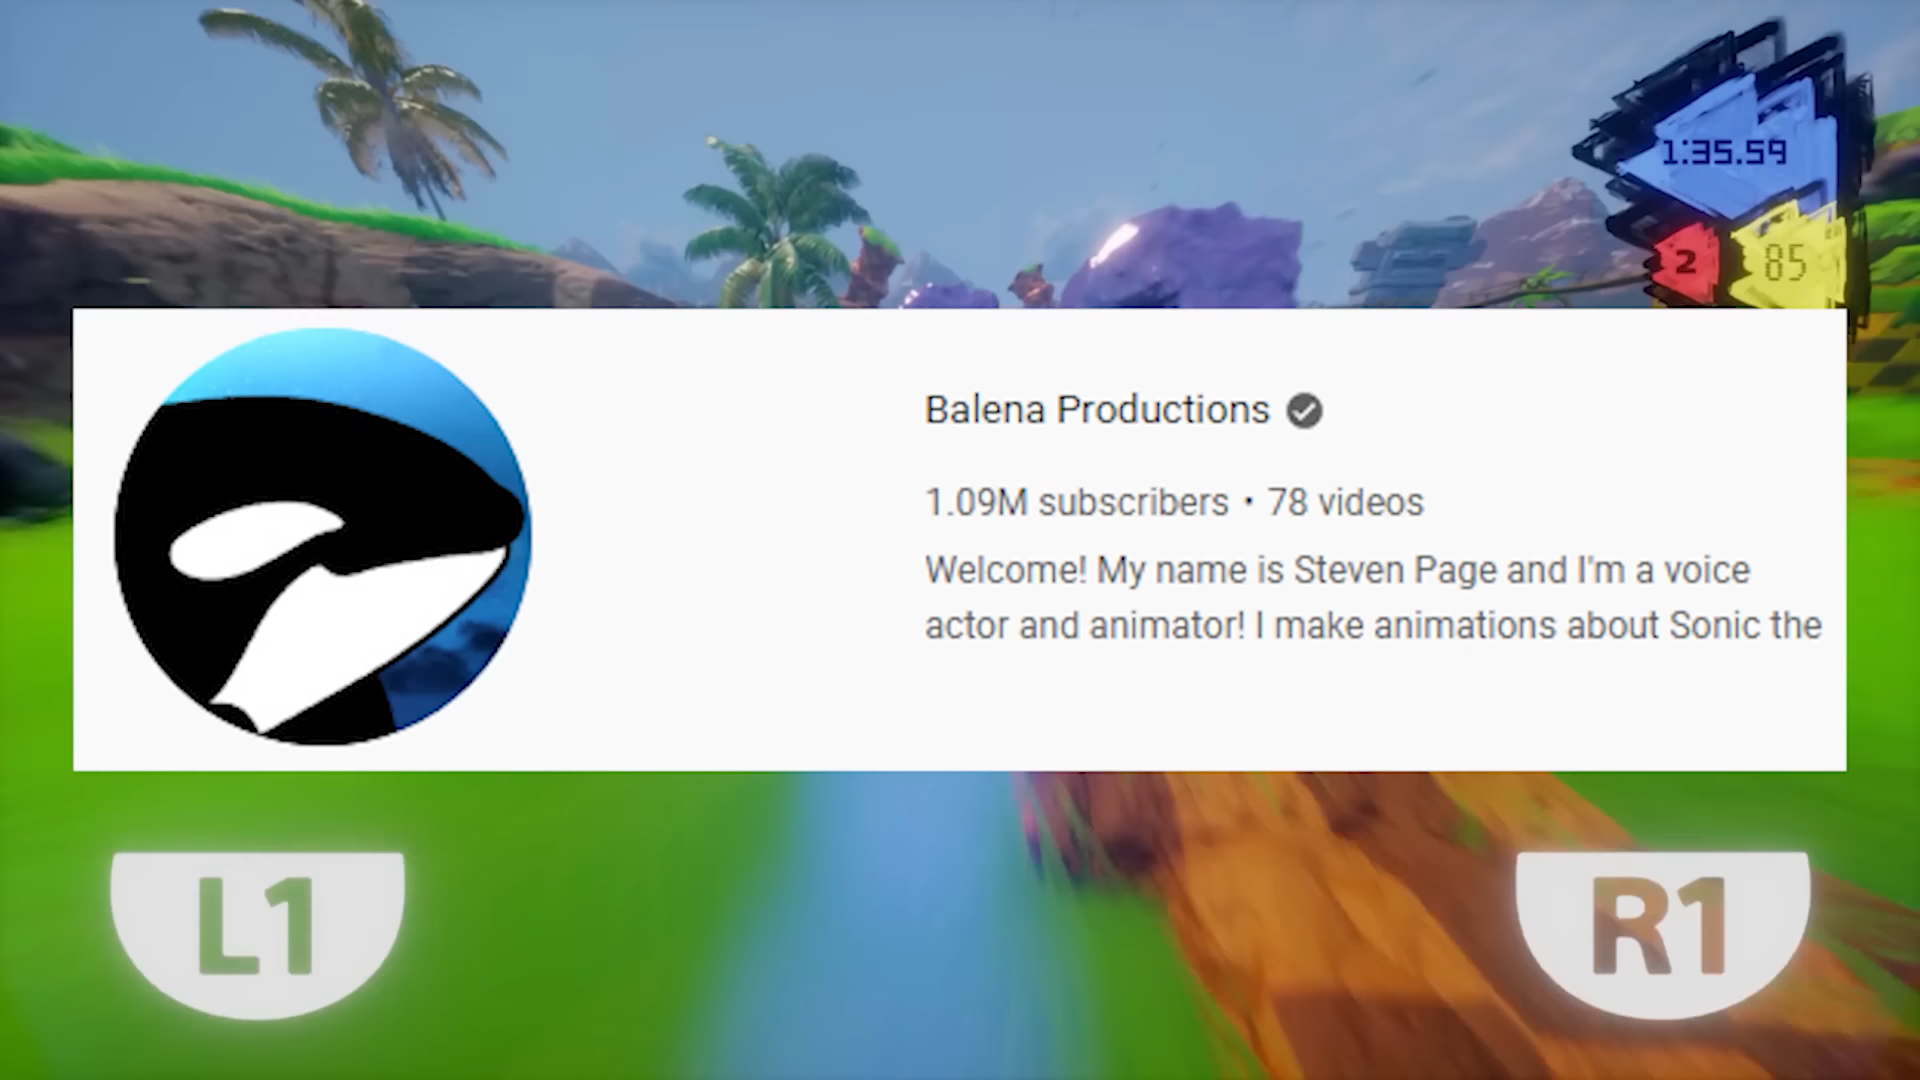 1:35.59
2
85
Balena Productions
1.09M subscribers • 78 videos
Welcome! My name is Steven Page and I'm a voice
actor and animator! I make animations about Sonic the
L1
R1